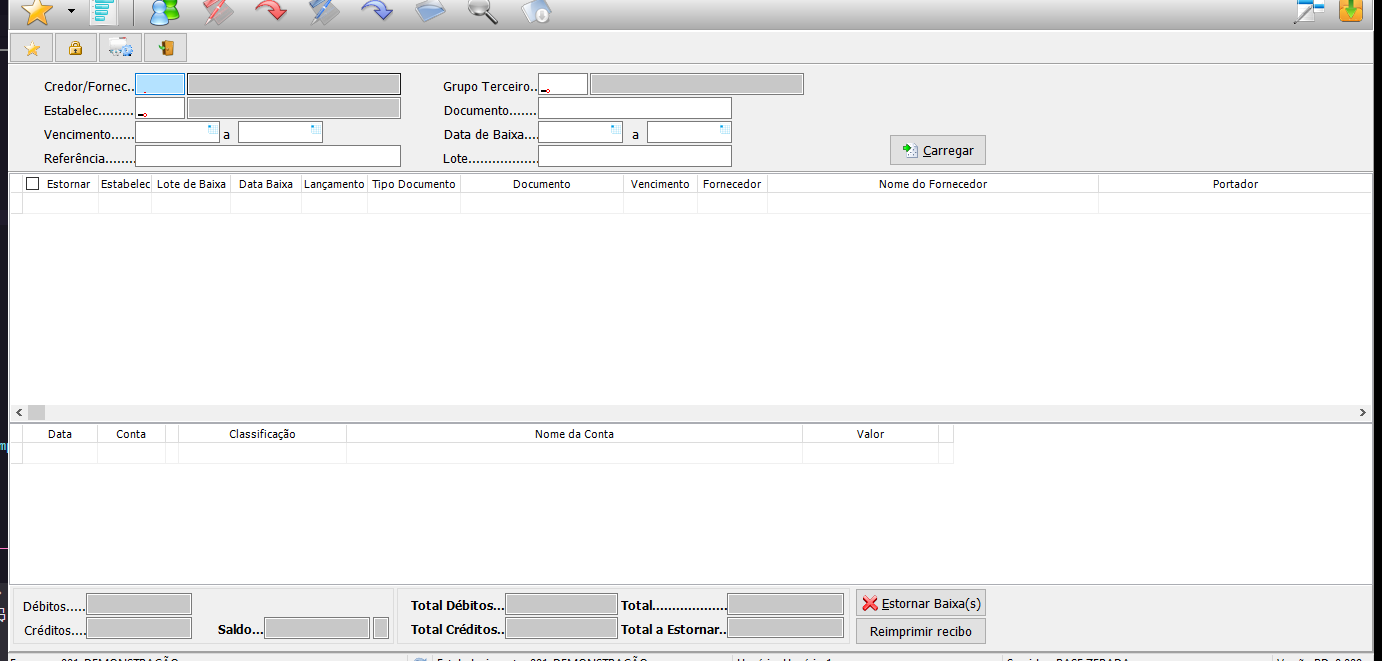 Credor/Fornec.. Grupo Terceiro..
Estabelec......... Documento.......
Vencimento...... a Data de Baixa.... a
Referência........ Lote..................
Carregar
Estornar Estabelec Lote de Baixa Data Baixa Lançamento Tipo Documento Documento Vencimento Fornecedor Nome do Fornecedor Portador
Data Conta Classificação Nome da Conta Valor
Débitos..... Total Débitos... Total................... Estornar Baixa(s)
Créditos.... Saldo... Total Créditos.. Total a Estornar.. Reimprimir recibo